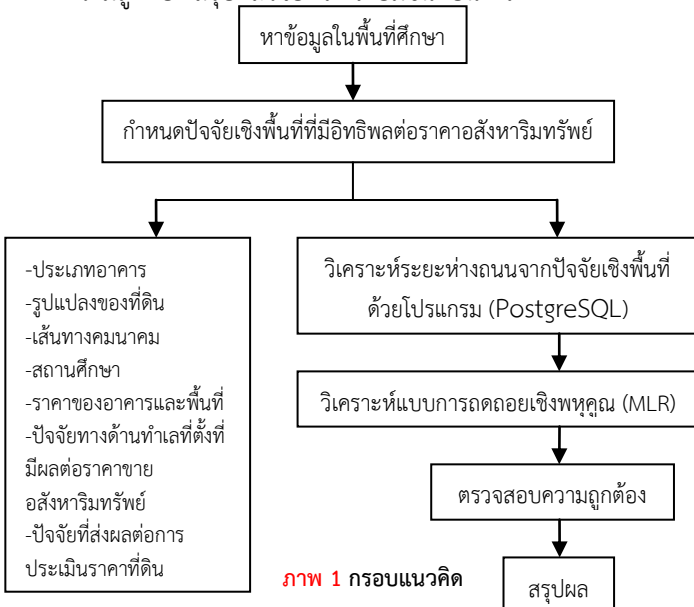 หาข้อมูลในพื้นที่ศึกษา
กำหนดปัจจัยเชิงพื้นที่ที่มีอิทธิพลต่อราคาอสังหาริมทรัพย์
-ประเภทอาคาร
-รูปแปลงของที่ดิน
-เส้นทางคมนาคม
-สถานศึกษา
-ราคาของอาคารและพื้นที่
-ปัจจัยทางด้านทำเลที่ตั้งที่
มีผลต่อราคาขาย
อสังหาริมทรัพย์
-ปัจจัยที่ส่งผลต่อการ
ประเมินราคาที่ดิน
วิเคราะห์ระยะห่างถนนจากปัจจัยเชิงพื้นที่
ด้วยโปรแกรม (PostgreSQL)
วิเคราะห์แบบการถดถอยเชิงพหุคูณ (MLR)
ตรวจสอบความถูกต้อง
สรุปผล
ภาพ 1 กรอบแนวคิด